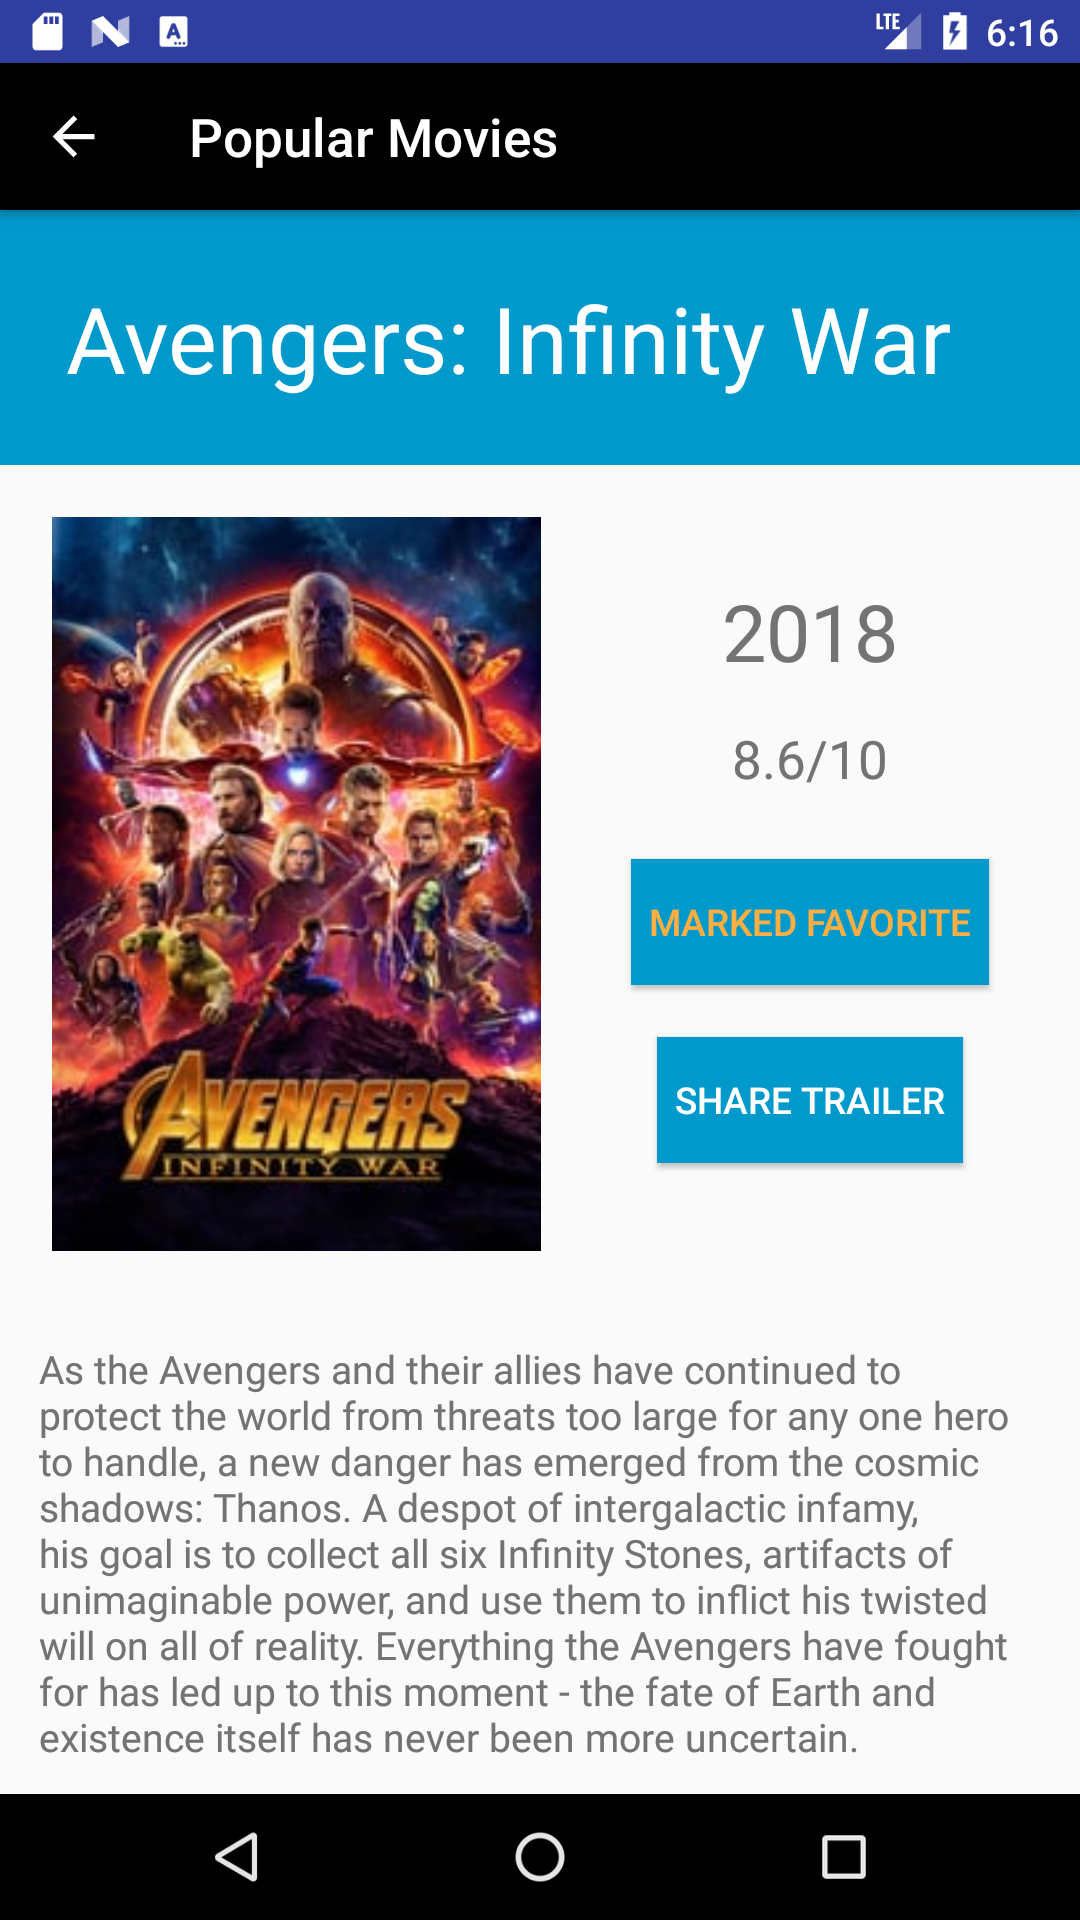 LTE 6:16
Popular Movies
Avengers: Infinity War
2018
8.6/10
MARKED FAVORITE
SHARE TRAILER
AVENGERS
INFINITY WAR
As the Avengers and their allies have continued to
protect the world from threats too large for any one hero
to handle, a new danger has emerged from the cosmic
shadows: Thanos. A despot of intergalactic infamy,
his goal is to collect all six Infinity Stones, artifacts of
unimaginable power, and use them to inflict his twisted
will on all of reality. Everything the Avengers have fought
for has led up to this moment - the fate of Earth and
existence itself has never been more uncertain.